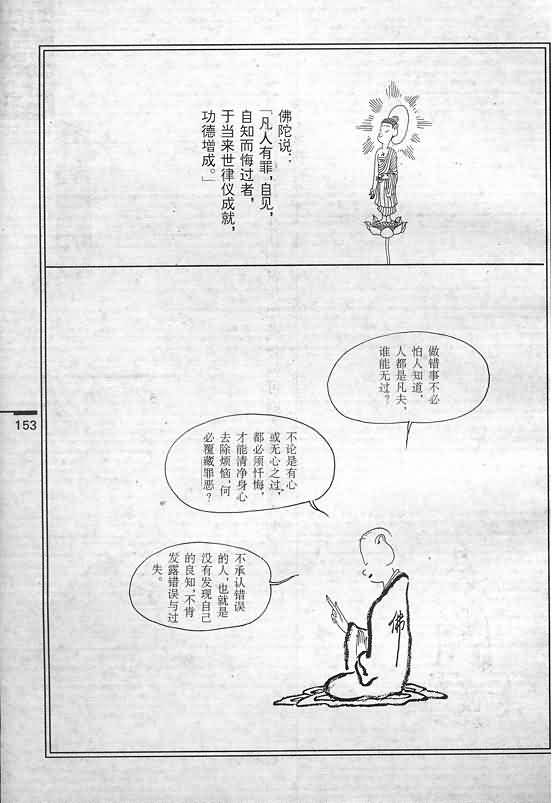 佛陀说：
「凡人有罪，自见，
自知而悔过者，
于当来世律仪成就，
功德增成。」
做错事不必
怕人知道，
人都是凡夫，
谁能无过？
不论是有心
或无心之过，
都必须忏悔，
才能清净身心
去除烦恼，何
必覆藏罪恶？
不承认错误
的人，也就是
没有发现自己
的良知，不肯
发露错误与过
失。
佛
153